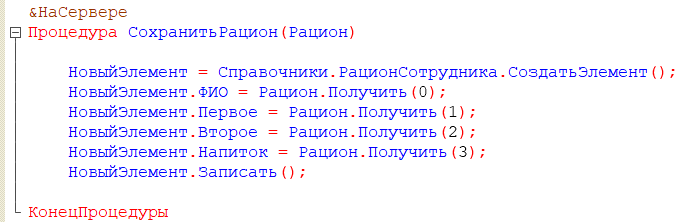 &НаСервере
Процедура СохранитьРацион(Рацион)
НовыйЭлемент = Справочники.РационСотрудника.СоздатьЭлемент();
НовыйЭлемент.ФИО = Рацион.Получить(0);
НовыйЭлемент.Первое = Рацион.Получить(1);
НовыйЭлемент.Второе = Рацион.Получить(2);
НовыйЭлемент.Напиток = Рацион.Получить(3);
НовыйЭлемент.Записать();
КонецПроцедуры